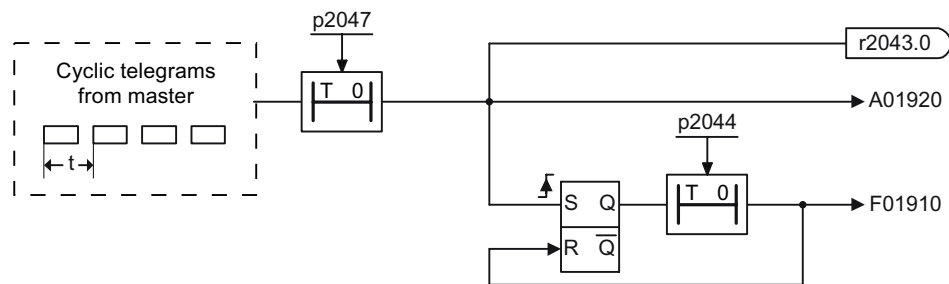 p2047
r2043.0
Cyclic telegrams
from master
T 0
A01920
p2044
t
T 0
S Q
F01910
R Q̅